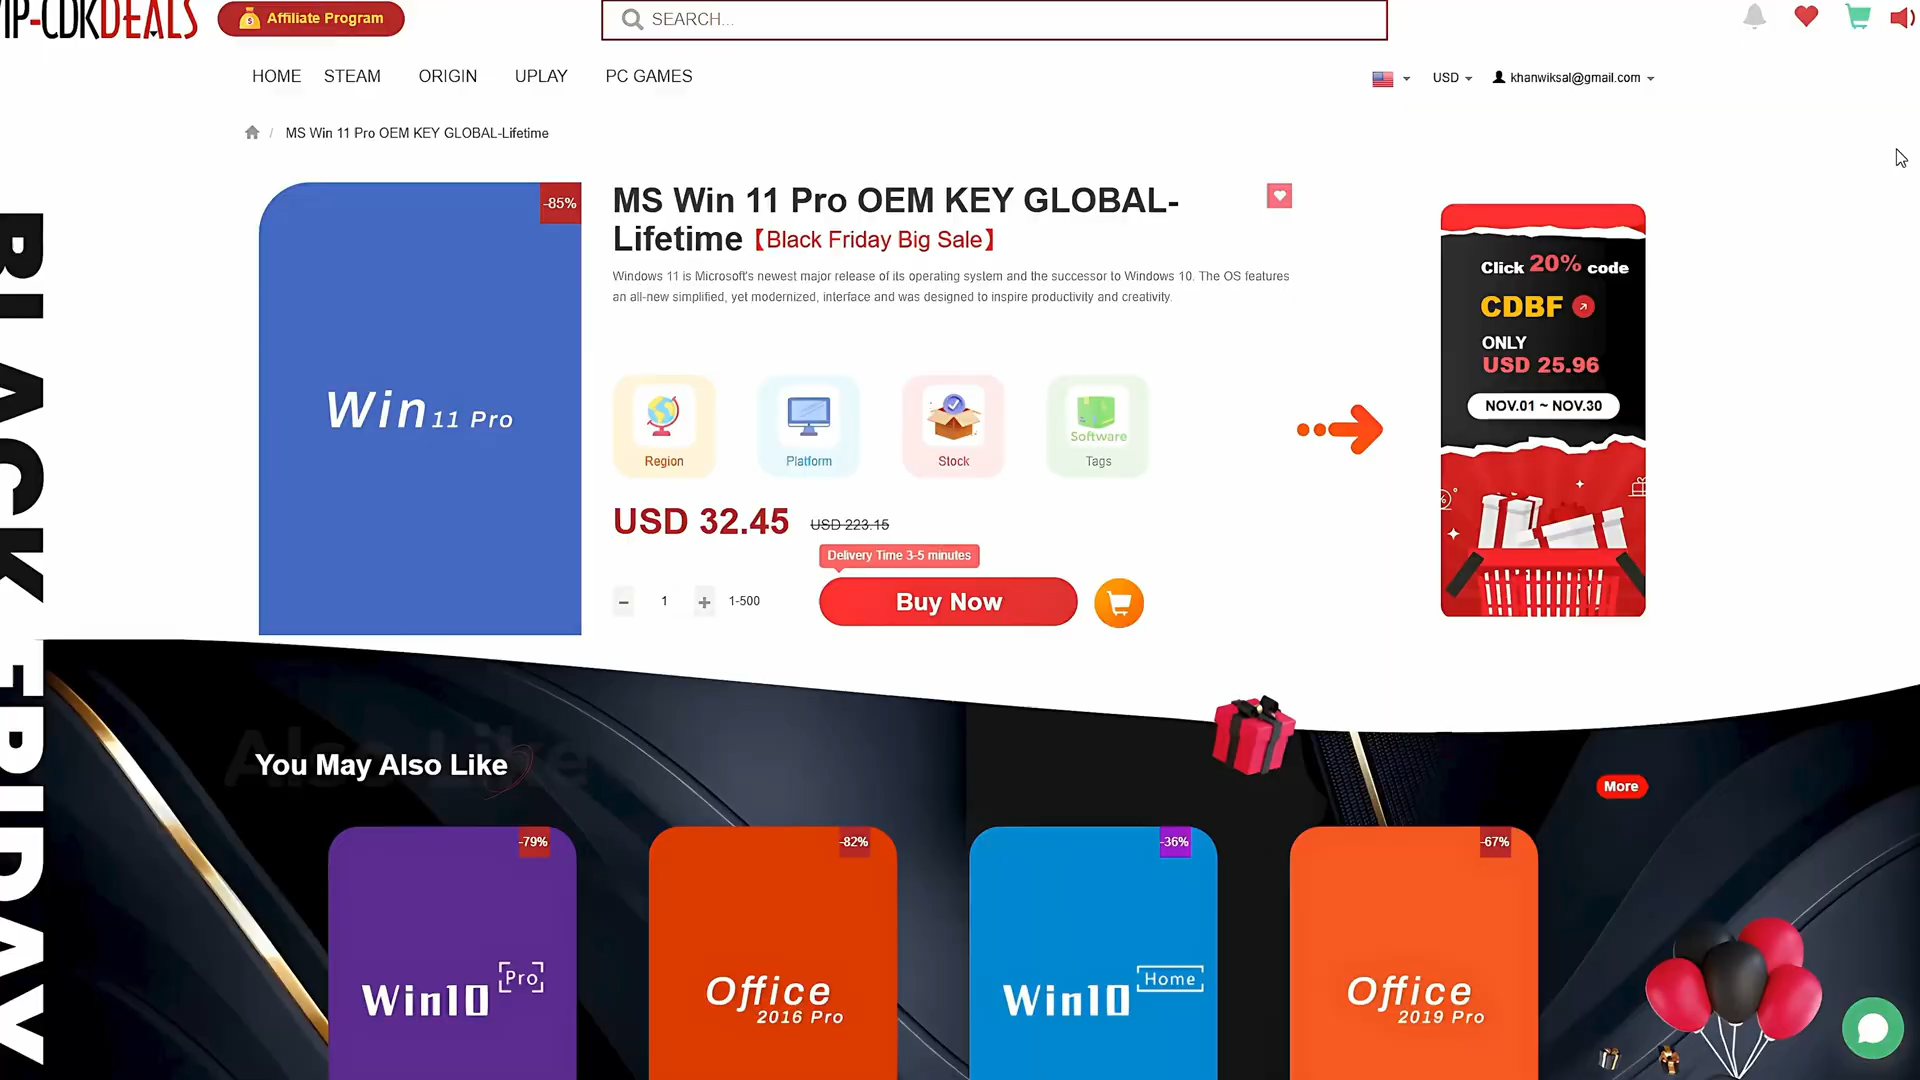 VIP-CDKDEALS
Affiliate Program
SEARCH...
HOME STEAM ORIGIN UPLAY PC GAMES
USD khanwiksal@gmail.com
/ MS Win 11 Pro OEM KEY GLOBAL-Lifetime
BLACK FRIDAY
-85%
Win 11 Pro
MS Win 11 Pro OEM KEY GLOBAL-
Lifetime 【Black Friday Big Sale】
Windows 11 is Microsoft's newest major release of its operating system and the successor to Windows 10. The OS features
an all-new simplified, yet modernized, interface and was designed to inspire productivity and creativity.
Region
Platform
Stock
Software
Tags
USD 32.45 USD 223.15
Delivery Time 3-5 minutes
− 1 + 1-500
Buy Now
Click 20% code
CDBF
ONLY
USD 25.96
NOV.01 ~ NOV.30
%
Also Like
You May Also Like
More
-79%
Win10 Pro
-82%
Office
2016 Pro
-36%
Win10 Home
-67%
Office
2019 Pro